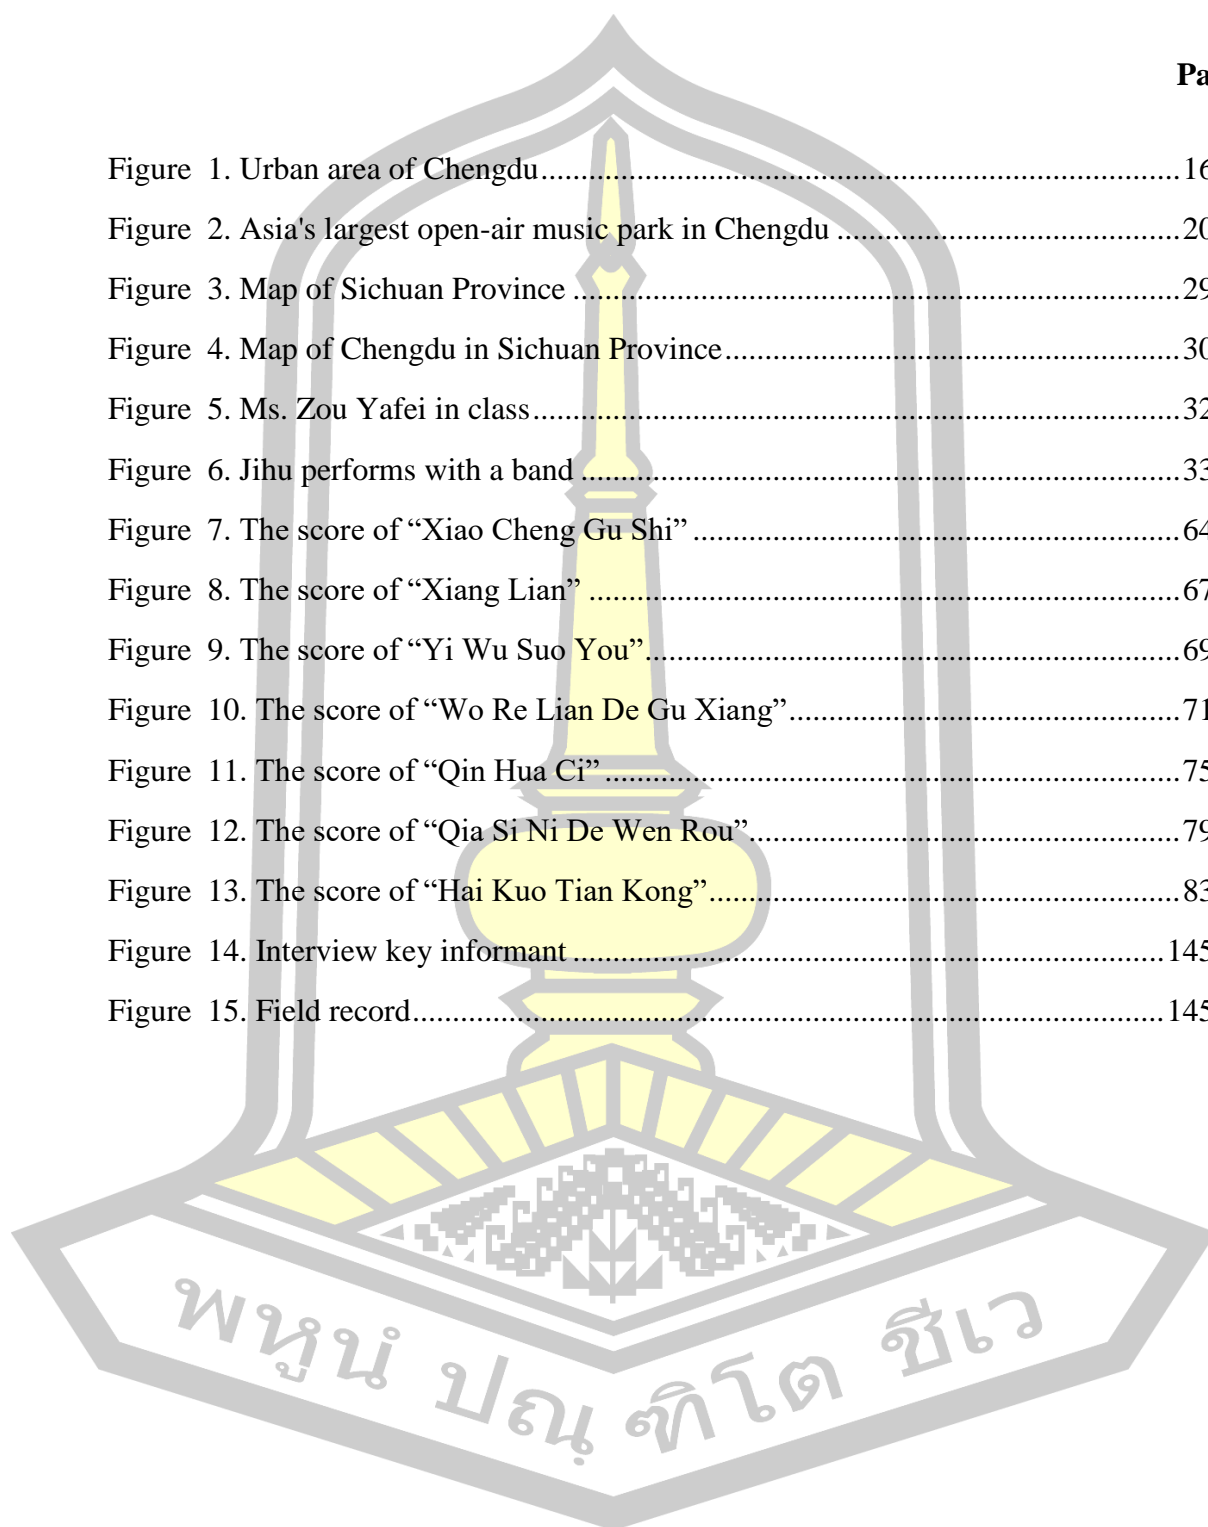 Pa
Figure 1. Urban area of Chengdu....................16
Figure 2. Asia's largest open-air music park in Chengdu....................20
Figure 3. Map of Sichuan Province....................29
Figure 4. Map of Chengdu in Sichuan Province....................30
Figure 5. Ms. Zou Yafei in class....................32
Figure 6. Jihu performs with a band....................33
Figure 7. The score of “Xiao Cheng Gu Shi”....................64
Figure 8. The score of “Xiang Lian”....................67
Figure 9. The score of “Yi Wu Suo You”....................69
Figure 10. The score of “Wo Re Lian De Gu Xiang”....................71
Figure 11. The score of “Qin Hua Ci”....................75
Figure 12. The score of “Qia Si Ni De Wen Rou”....................79
Figure 13. The score of “Hai Kuo Tian Kong”....................83
Figure 14. Interview key informant....................145
Figure 15. Field record....................145
พหูนํ ปณฺฑิโต ชีเว